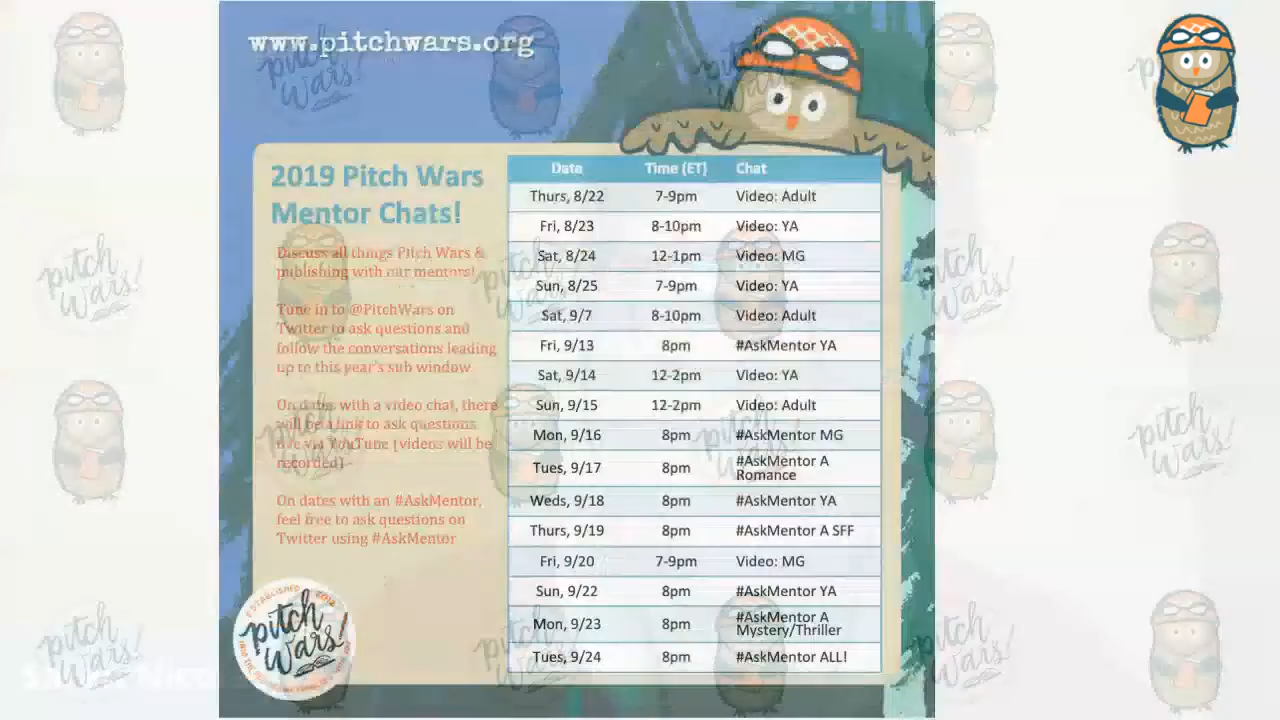 www.pitchwars.org
2019 Pitch Wars
Mentor Chats!
Discuss all things Pitch Wars &
publishing with our mentors!
Tune in to @PitchWars on
Twitter to ask questions and
follow the conversations leading
up to this year's sub window
On dates with a video chat, there
will be a link to ask questions
live via YouTube [videos will be
recorded]
On dates with an #AskMentor,
feel free to ask questions on
Twitter using #AskMentor
Date Time (ET) Chat
Thurs, 8/22 7-9pm Video: Adult
Fri, 8/23 8-10pm Video: YA
Sat, 8/24 12-1pm Video: MG
Sun, 8/25 7-9pm Video: YA
Sat, 9/7 8-10pm Video: Adult
Fri, 9/13 8pm #AskMentor YA
Sat, 9/14 12-2pm Video: YA
Sun, 9/15 12-2pm Video: Adult
Mon, 9/16 8pm #AskMentor MG
Tues, 9/17 8pm #AskMentor A
Romance
Weds, 9/18 8pm #AskMentor YA
Thurs, 9/19 8pm #AskMentor A SFF
Fri, 9/20 7-9pm Video: MG
Sun, 9/22 8pm #AskMentor YA
Mon, 9/23 8pm #AskMentor A
Mystery/Thriller
Tues, 9/24 8pm #AskMentor ALL!
ESTABLISHED 2012
pitch
wars!